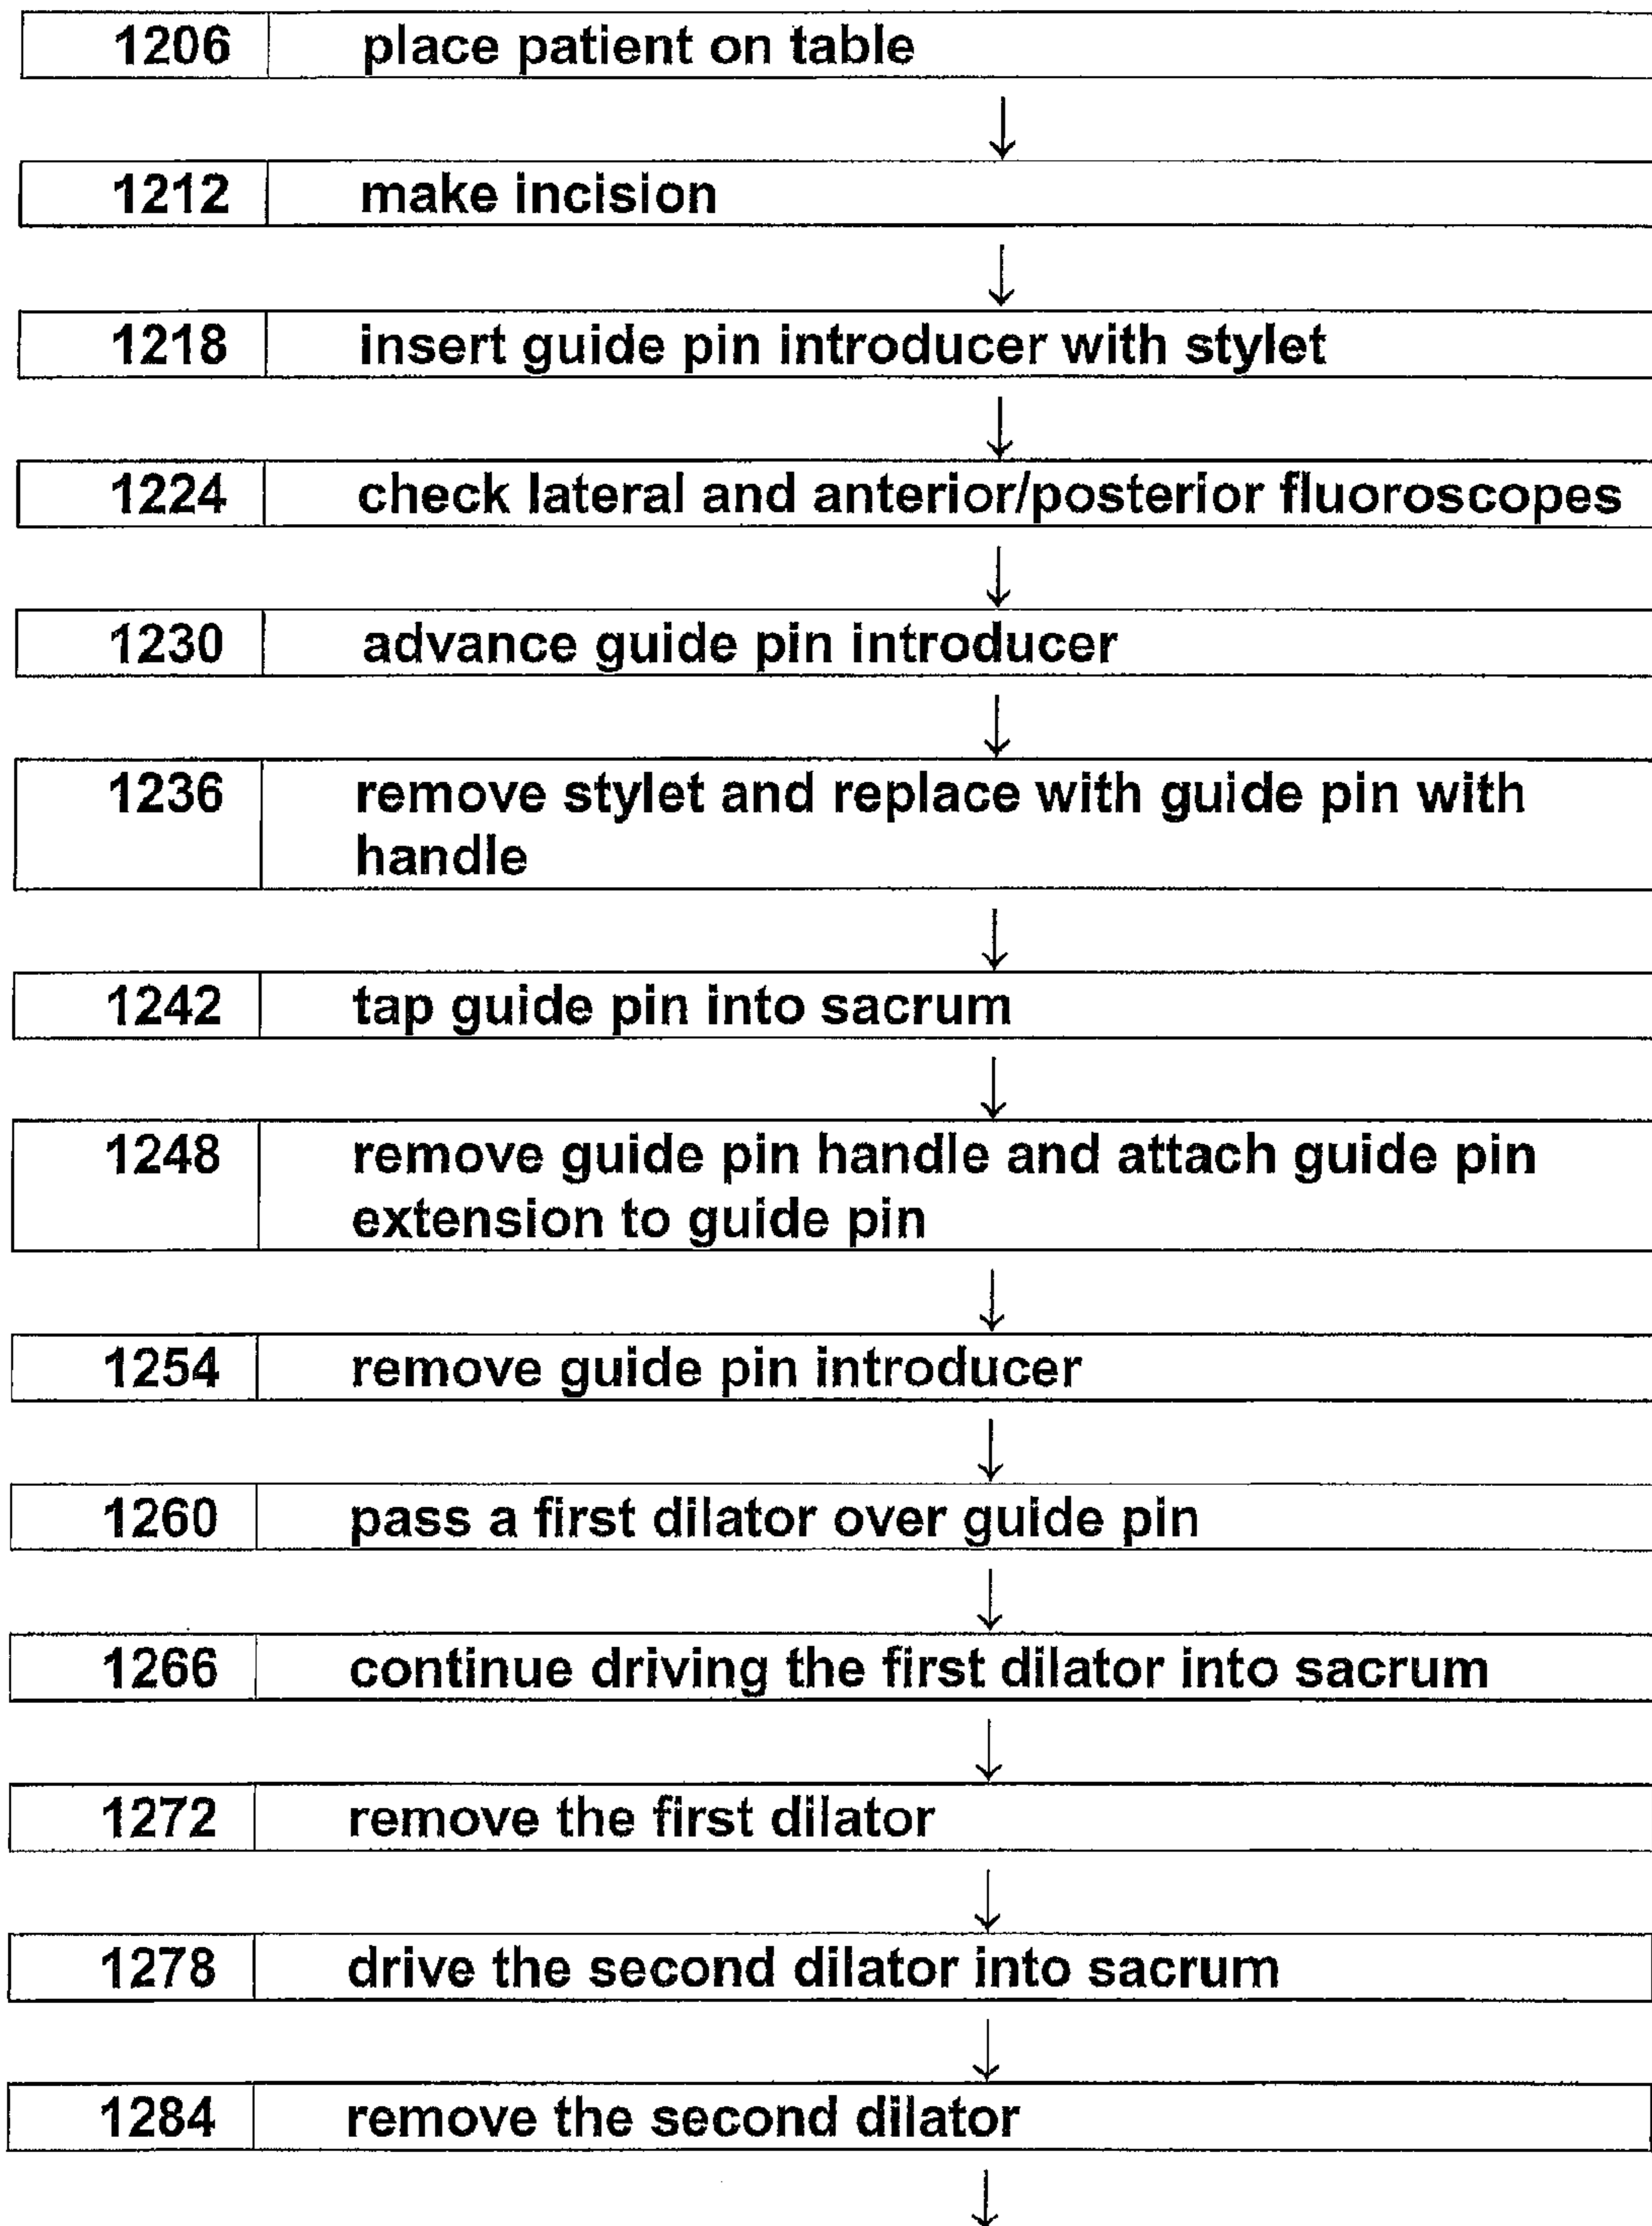 1206 place patient on table
1212 make incision
1218 insert guide pin introducer with stylet
1224 check lateral and anterior/posterior fluoroscopes
1230 advance guide pin introducer
1236 remove stylet and replace with guide pin with
handle
1242 tap guide pin into sacrum
1248 remove guide pin handle and attach guide pin
extension to guide pin
1254 remove guide pin introducer
1260 pass a first dilator over guide pin
1266 continue driving the first dilator into sacrum
1272 remove the first dilator
1278 drive the second dilator into sacrum
1284 remove the second dilator